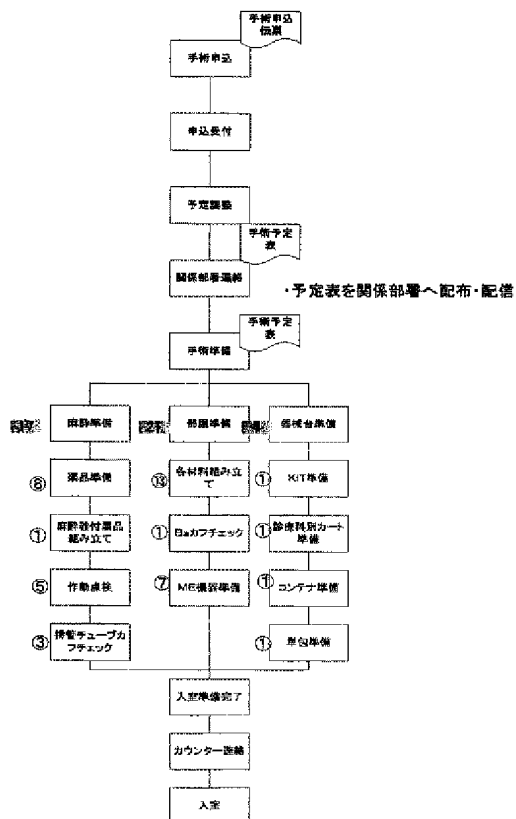 手術申込
伝票
手術申込
申込受付
予定調整
手術予定
表
関係部署連絡
・予定表を関係部署へ配布・配信
手術予定
表
手術準備
麻酔準備
部屋準備
器械台準備
⑧
薬品準備
各材料組み立
て
①
KIT準備
①
麻酔器付属品
組み立て
①
Baカフチェック
①
診療科別カート
準備
⑤
作動点検
⑦
ME機器準備
①
コンテナ準備
③
挿管チューブカ
フチェック
①
単包準備
入室準備完了
カウンター連絡
入室